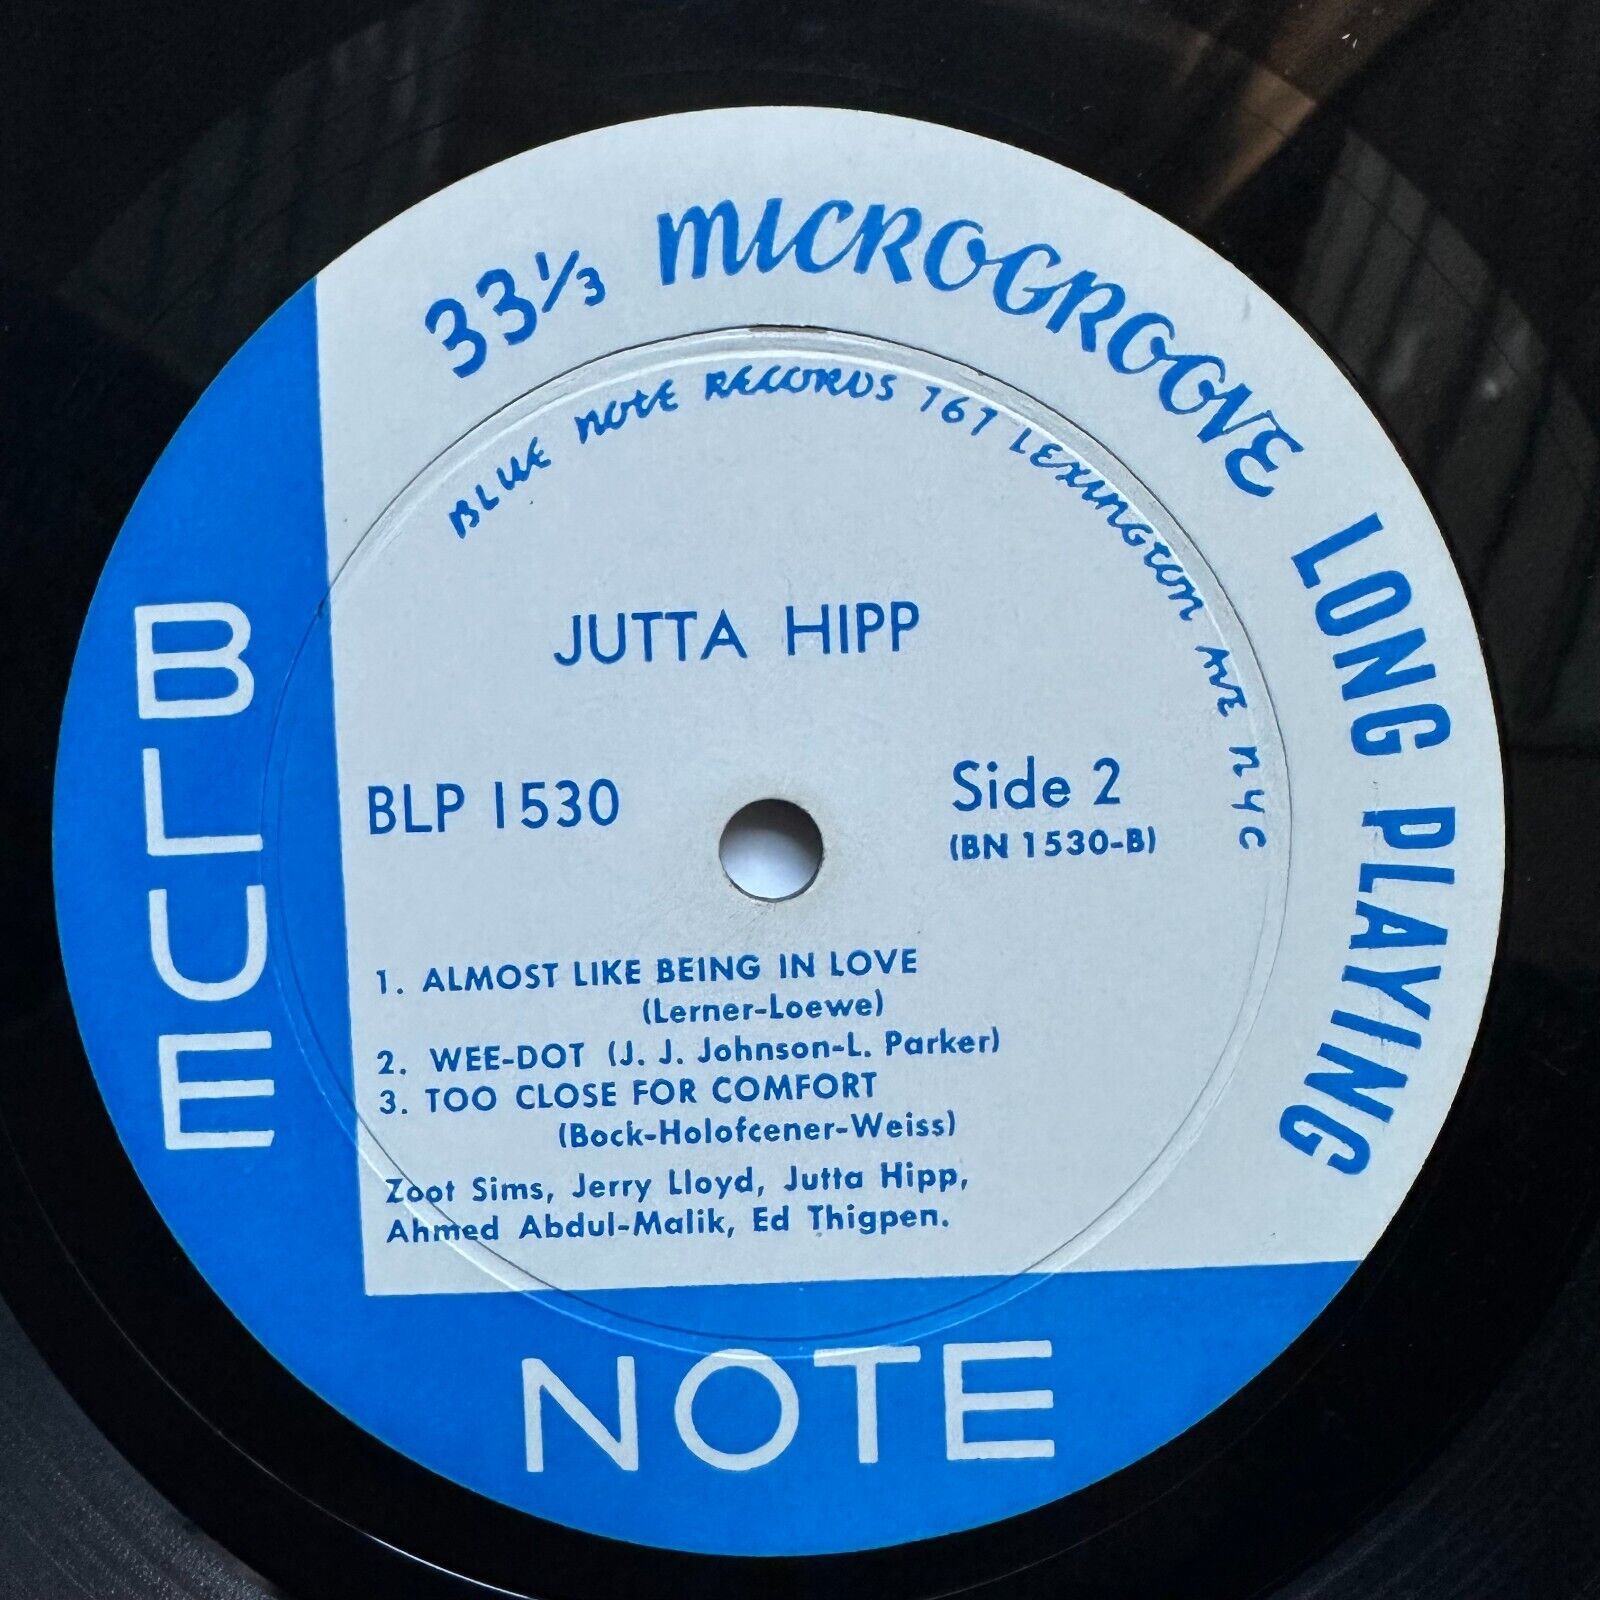 33⅓ MICROGROOVE LONG PLAYING
BLUE NOTE RECORDS 767 LEXINGTON AVE NYC
JUTTA HIPP
BLP 1530
Side 2
(BN 1530-B)
1. ALMOST LIKE BEING IN LOVE
(Lerner-Loewe)
2. WEE-DOT (J. J. Johnson-L. Parker)
3. TOO CLOSE FOR COMFORT
(Bock-Holofcener-Weiss)
Zoot Sims, Jerry Lloyd, Jutta Hipp,
Ahmed Abdul-Malik, Ed Thigpen.
BLUE
NOTE